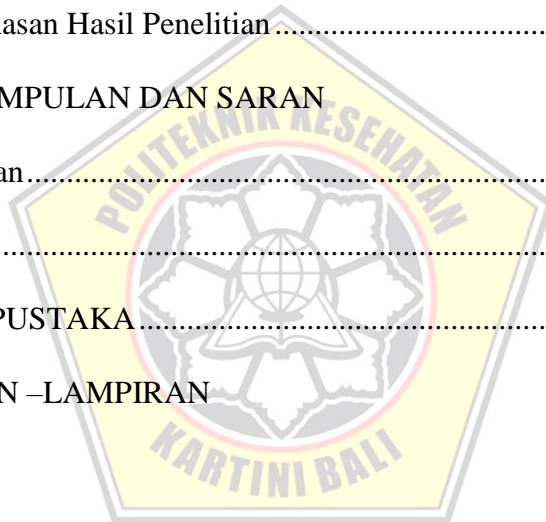 asan Hasil Penelitian..................................
MPULAN DAN SARAN
POLITEKNIK KESEHATAN
an.................................................................
....................................................................
PUSTAKA...................................................
N –LAMPIRAN
KARTINI BALI